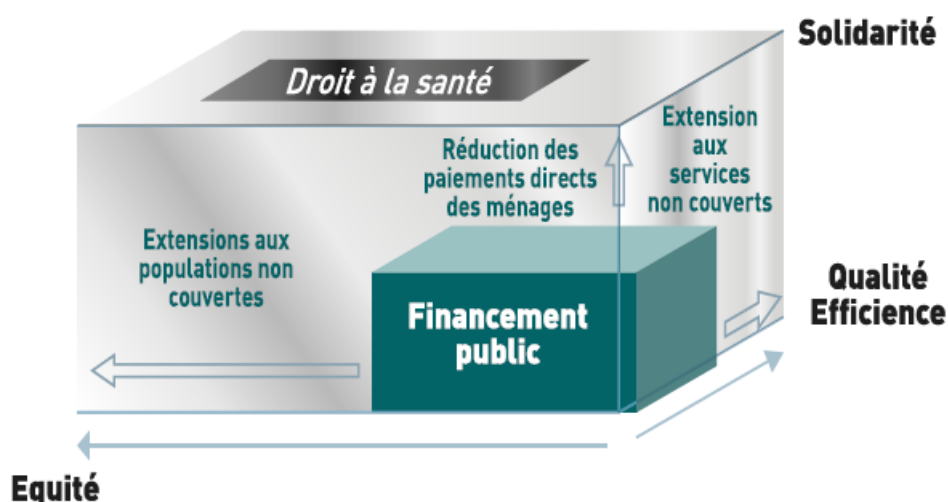 Solidarité
Droit à la santé
Extension
aux
services
non couverts
Réduction des
paiements directs
des ménages
Extensions aux
populations non
couvertes
Qualité
Efficience
Financement
public
Equité